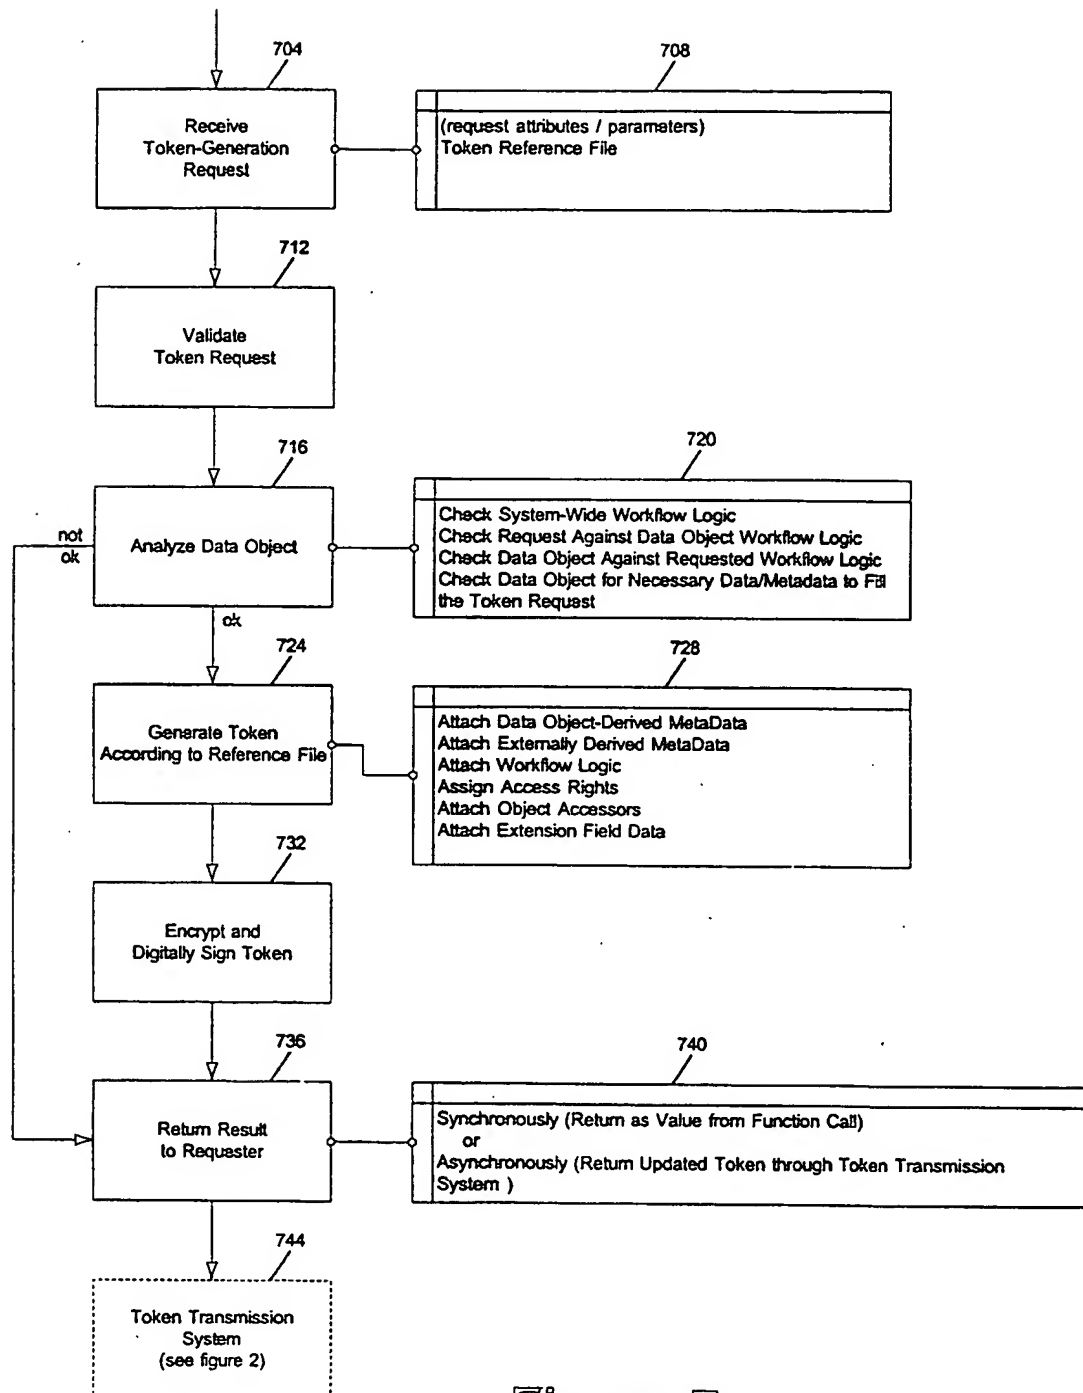 704
Receive
Token-Generation
Request
708
(request attributes / parameters)
Token Reference File
712
Validate
Token Request
716
not
ok
Analyze Data Object
ok
720
Check System-Wide Workflow Logic
Check Request Against Data Object Workflow Logic
Check Data Object Against Requested Workflow Logic
Check Data Object for Necessary Data/Metadata to Fill
the Token Request
724
Generate Token
According to Reference File
728
Attach Data Object-Derived MetaData
Attach Externally Derived MetaData
Attach Workflow Logic
Assign Access Rights
Attach Object Accessors
Attach Extension Field Data
732
Encrypt and
Digitally Sign Token
736
Return Result
to Requester
740
Synchronously (Return as Value from Function Call)
or
Asynchronously (Return Updated Token through Token Transmission
System )
744
Token Transmission
System
(see figure 2)